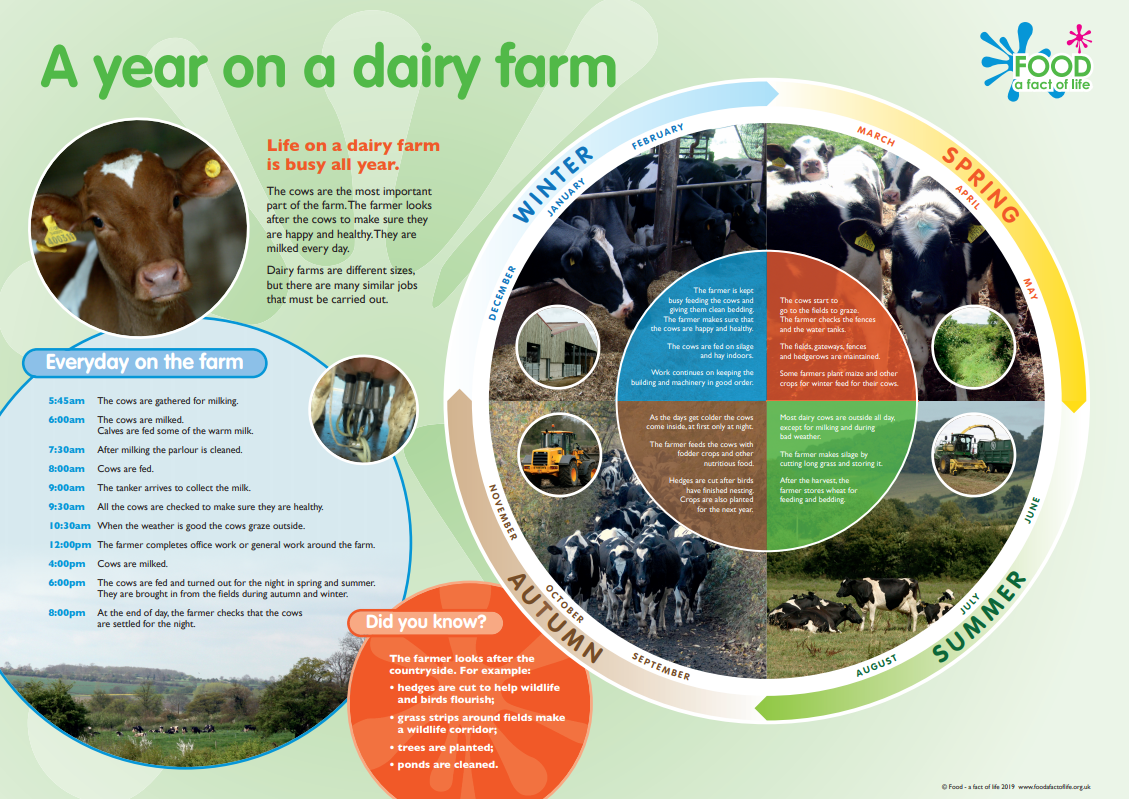 A year on a dairy farm
FOOD
a fact of life
Life on a dairy farm
is busy all year.
The cows are the most important
part of the farm. The farmer looks
after the cows to make sure they
are happy and healthy. They are
milked every day.
Dairy farms are different sizes,
but there are many similar jobs
that must be carried out.
Everyday on the farm
5:45am The cows are gathered for milking.
6:00am The cows are milked.
Calves are fed some of the warm milk.
7:30am After milking the parlour is cleaned.
8:00am Cows are fed.
9:00am The tanker arrives to collect the milk.
9:30am All the cows are checked to make sure they are healthy.
10:30am When the weather is good the cows graze outside.
12:00pm The farmer completes office work or general work around the farm.
4:00pm Cows are milked.
6:00pm The cows are fed and turned out for the night in spring and summer.
They are brought in from the fields during autumn and winter.
8:00pm At the end of day, the farmer checks that the cows
are settled for the night.
Did you know?
The farmer looks after the
countryside. For example:
• hedges are cut to help wildlife
and birds flourish;
• grass strips around fields make
a wildlife corridor;
• trees are planted;
• ponds are cleaned.
WINTER
DECEMBER
JANUARY
FEBRUARY
The farmer is kept
busy feeding the cows and
giving them clean bedding.
The farmer makes sure that
the cows are happy and healthy.
The cows are fed on silage
and hay indoors.
Work continues on keeping the
building and machinery in good order.
SPRING
MARCH
APRIL
MAY
The cows start to
go to the fields to graze.
The farmer checks the fences
and the water tanks.
The fields, gateways, fences
and hedgerows are maintained.
Some farmers plant maize and other
crops for winter feed for their cows.
SUMMER
JUNE
JULY
AUGUST
Most dairy cows are outside all day,
except for milking and during
bad weather.
The farmer makes silage by
cutting long grass and storing it.
After the harvest, the
farmer stores wheat for
feeding and bedding.
AUTUMN
SEPTEMBER
OCTOBER
NOVEMBER
As the days get colder the cows
come inside, at first only at night.
The farmer feeds the cows with
fodder crops and other
nutritious food.
Hedges are cut after birds
have finished nesting.
Crops are also planted
for the next year.
© Food - a fact of life 2019 www.foodafactoflife.org.uk